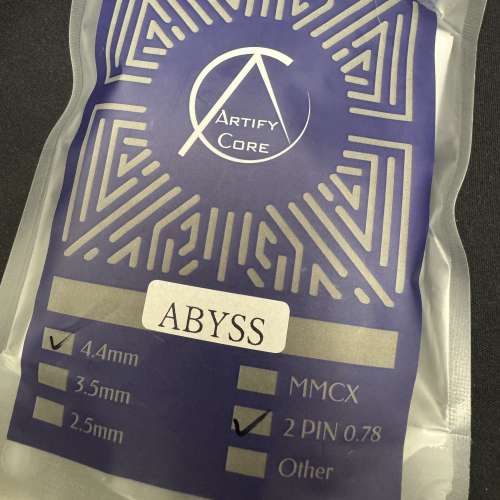 ARTIFY
CORE
ABYSS
4.4mm
3.5mm
2.5mm
MMCX
2 PIN 0.78
Other